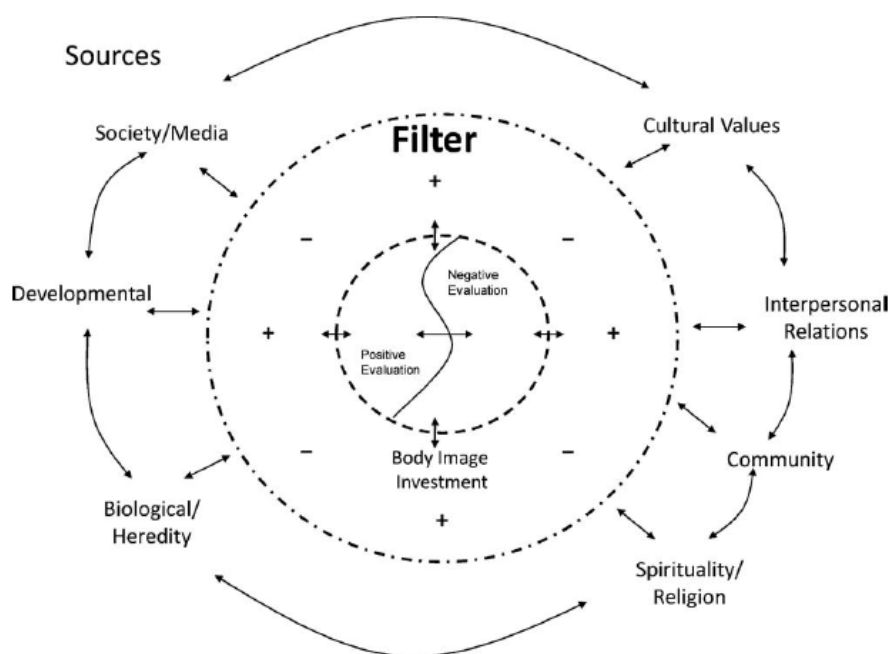 Sources
Society/Media
Cultural Values
Filter
+
–
–
Negative
Evaluation
Developmental
Interpersonal
Relations
+
+
Positive
Evaluation
–
–
Body Image
Investment
Community
Biological/
Heredity
+
Spirituality/
Religion